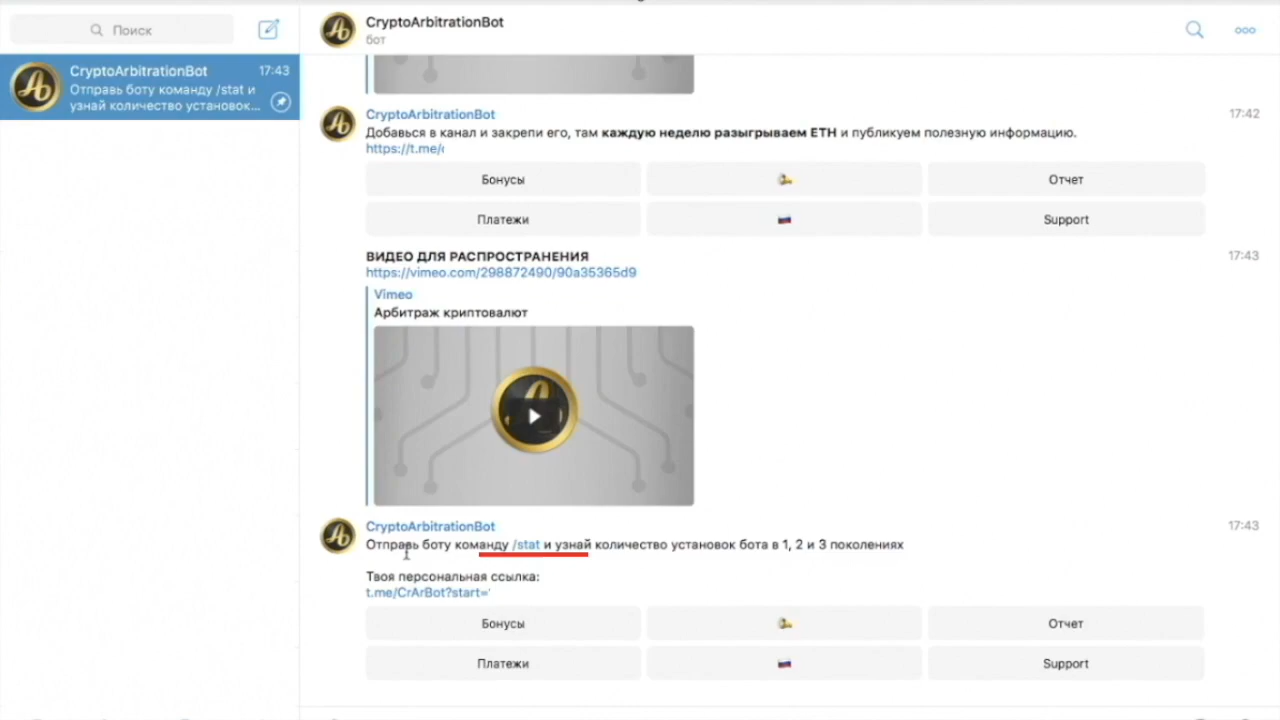 Поиск
CryptoArbitrationBot
бот
CryptoArbitrationBot 17:43
Отправь боту команду /stat и
узнай количество установок...
CryptoArbitrationBot 17:42
Добавься в канал и закрепи его, там каждую неделю разыгрываем ETH и публикуем полезную информацию.
https://t.me/
Бонусы Отчет
Платежи Support
ВИДЕО ДЛЯ РАСПРОСТРАНЕНИЯ 17:43
https://vimeo.com/298872490/90a35365d9
Vimeo
Арбитраж криптовалют
CryptoArbitrationBot 17:43
Отправь боту команду /stat и узнай количество установок бота в 1, 2 и 3 поколениях
Твоя персональная ссылка:
t.me/CrArBot?start=
Бонусы Отчет
Платежи Support